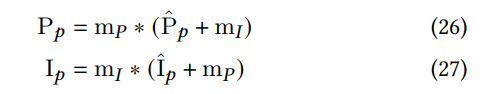 P_p = m_P ∗ (P̂_p + m_I) (26)
I_p = m_I ∗ (Î_p + m_P) (27)